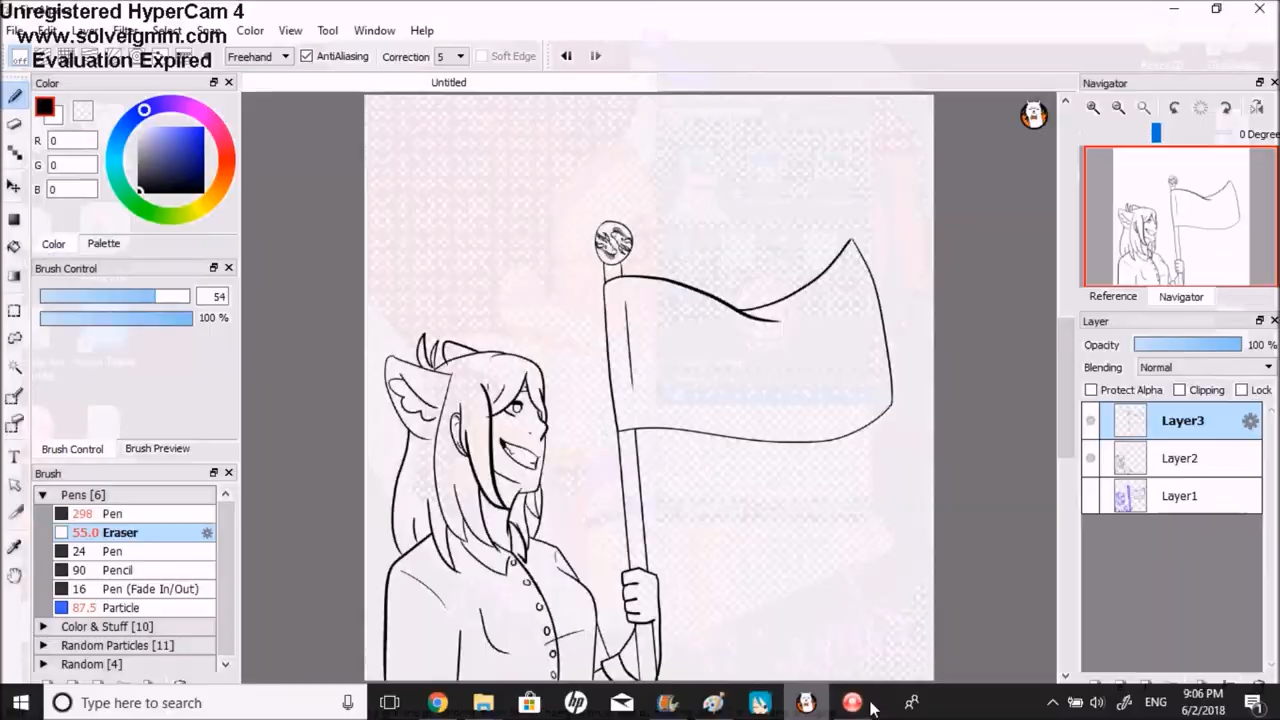 Unregistered HyperCam 4
www.solveigmm.com
Evaluation Expired
File Edit Layer Filter Select Snap Color View Tool Window Help
off Freehand AntiAliasing Correction 5 Soft Edge
Color Untitled Navigator
R 0
G 0
B 0
0 Degree
Color Palette
Brush Control
54
100 %
Reference Navigator
Layer
Opacity 100 %
Blending Normal
Protect Alpha Clipping Lock
Layer3
Layer2
Layer1
Brush Control Brush Preview
Brush
Pens [6]
298 Pen
55.0 Eraser
24 Pen
90 Pencil
16 Pen (Fade In/Out)
87.5 Particle
Color & Stuff [10]
Random Particles [11]
Random [4]
Type here to search
hp
ENG
9:06 PM
6/2/2018